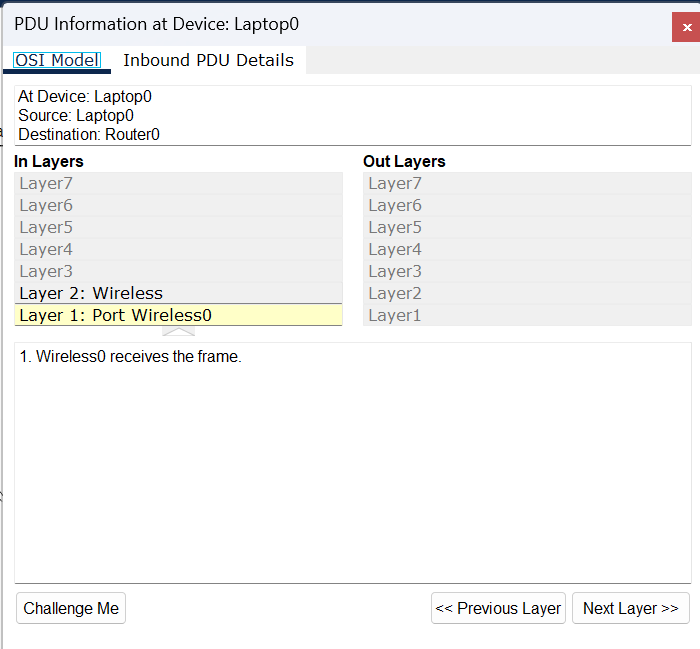 PDU Information at Device: Laptop0
×
OSI Model Inbound PDU Details
At Device: Laptop0
Source: Laptop0
Destination: Router0
In Layers
Layer7
Layer6
Layer5
Layer4
Layer3
Layer 2: Wireless
Layer 1: Port Wireless0
Out Layers
Layer7
Layer6
Layer5
Layer4
Layer3
Layer2
Layer1
1. Wireless0 receives the frame.
Challenge Me
<< Previous Layer
Next Layer >>